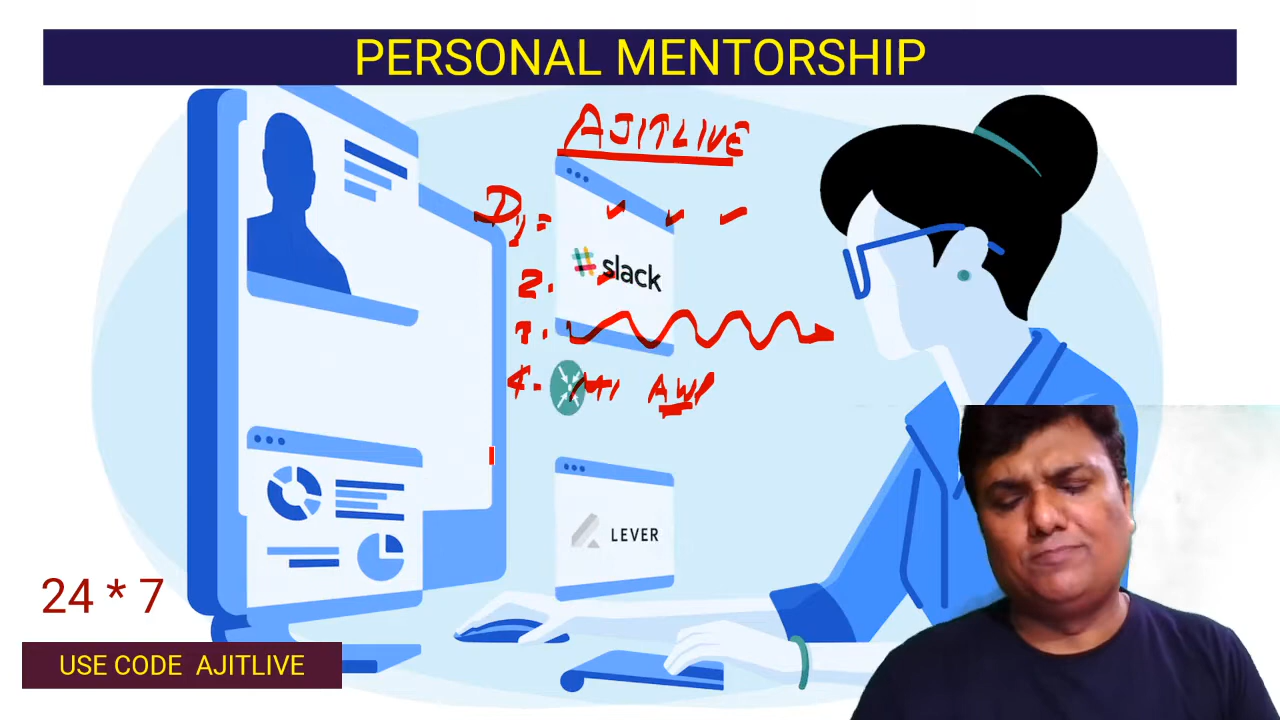 PERSONAL MENTORSHIP
AJITLIVE
D,=
slack
2.
4.
LEVER
24 * 7
USE CODE AJITLIVE